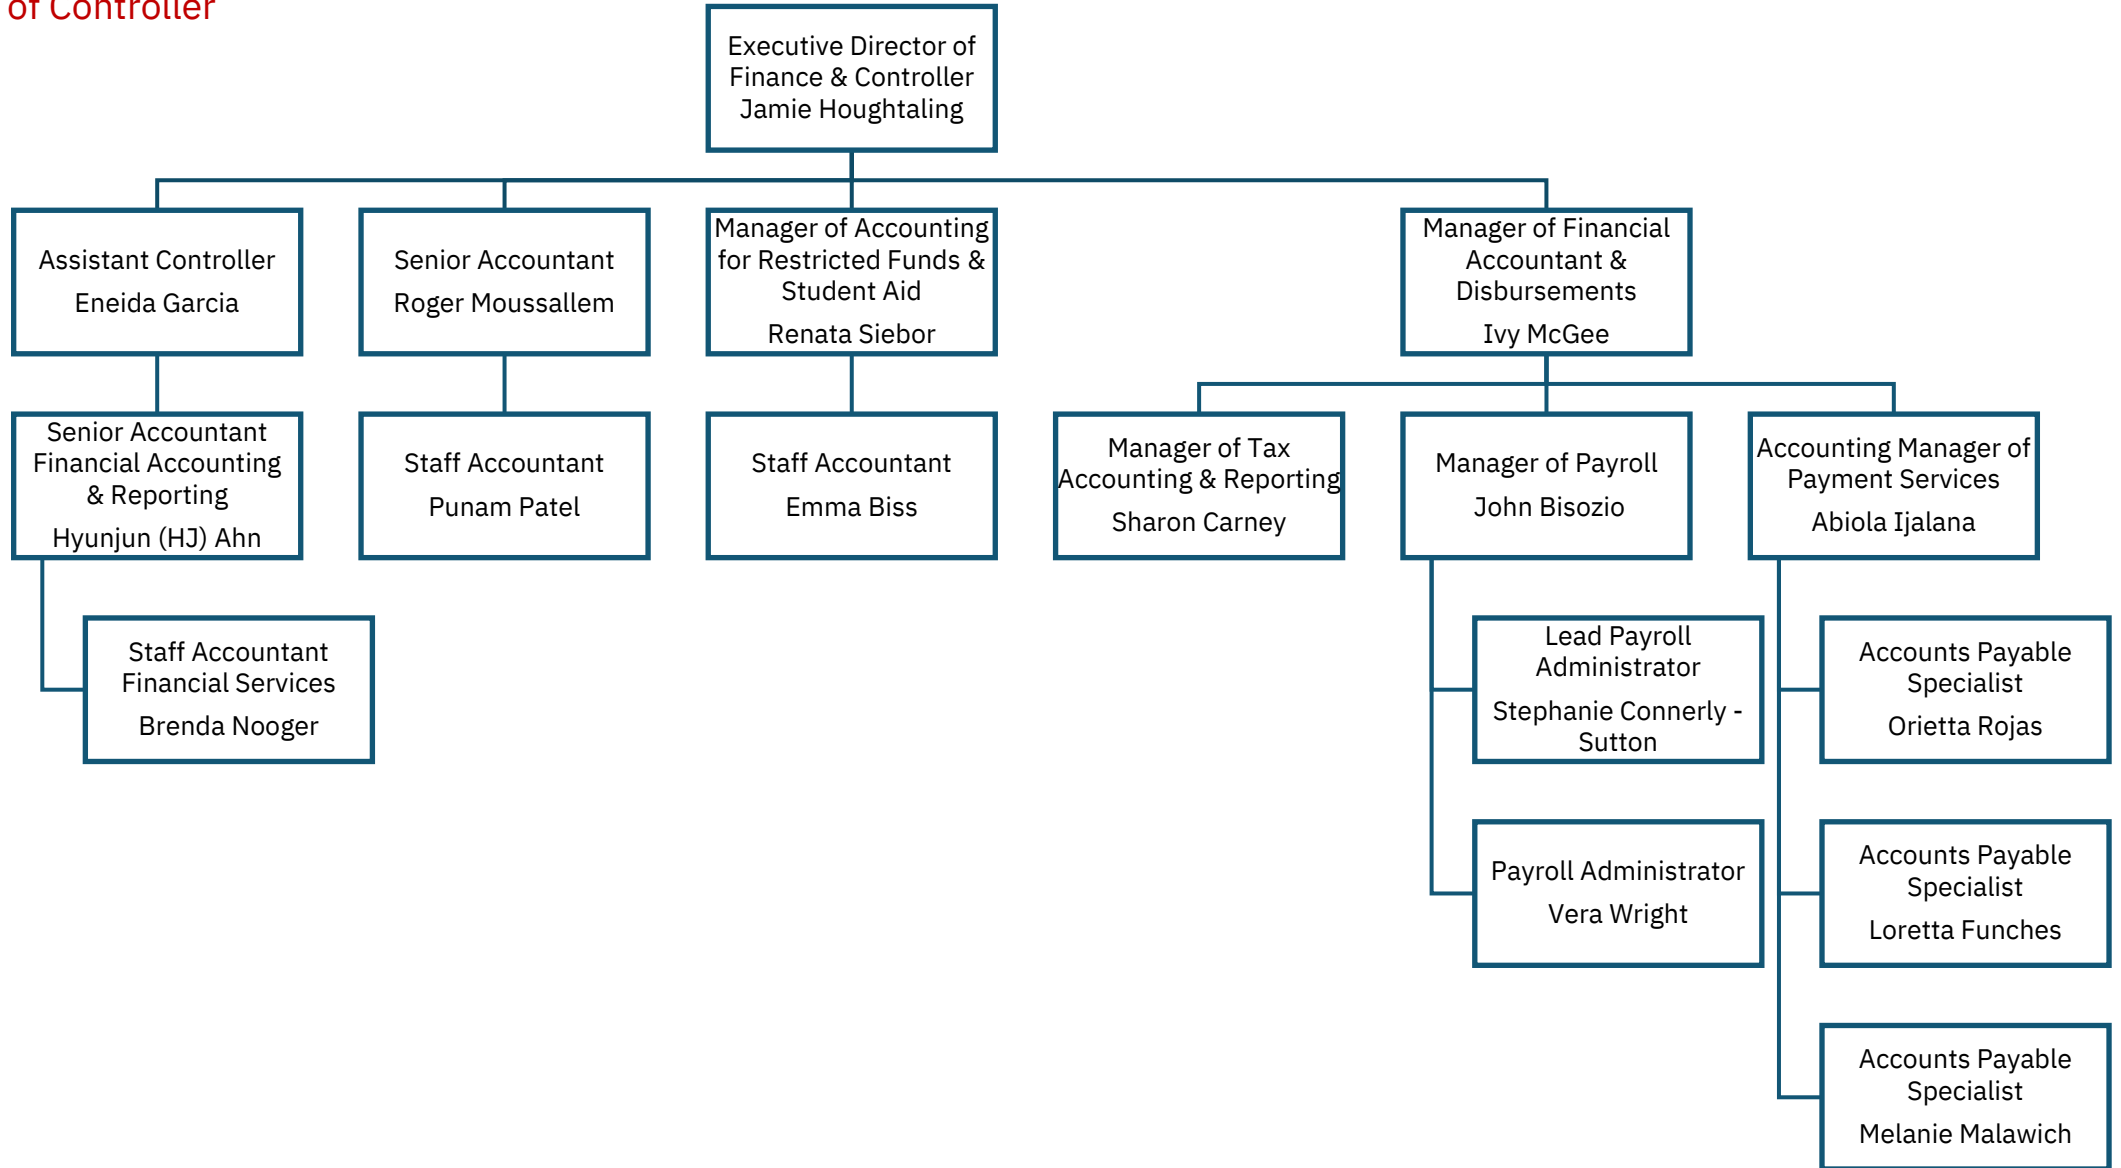 of Controller
Executive Director of
Finance & Controller
Jamie Houghtaling
Assistant Controller
Eneida Garcia
Senior Accountant
Roger Moussallem
Manager of Accounting
for Restricted Funds &
Student Aid
Renata Siebor
Manager of Financial
Accountant &
Disbursements
Ivy McGee
Senior Accountant
Financial Accounting
& Reporting
Hyunjun (HJ) Ahn
Staff Accountant
Punam Patel
Staff Accountant
Emma Biss
Manager of Tax
Accounting & Reporting
Sharon Carney
Manager of Payroll
John Bisozio
Accounting Manager of
Payment Services
Abiola Ijalana
Staff Accountant
Financial Services
Brenda Nooger
Lead Payroll
Administrator
Stephanie Connerly -
Sutton
Accounts Payable
Specialist
Orietta Rojas
Payroll Administrator
Vera Wright
Accounts Payable
Specialist
Loretta Funches
Accounts Payable
Specialist
Melanie Malawich